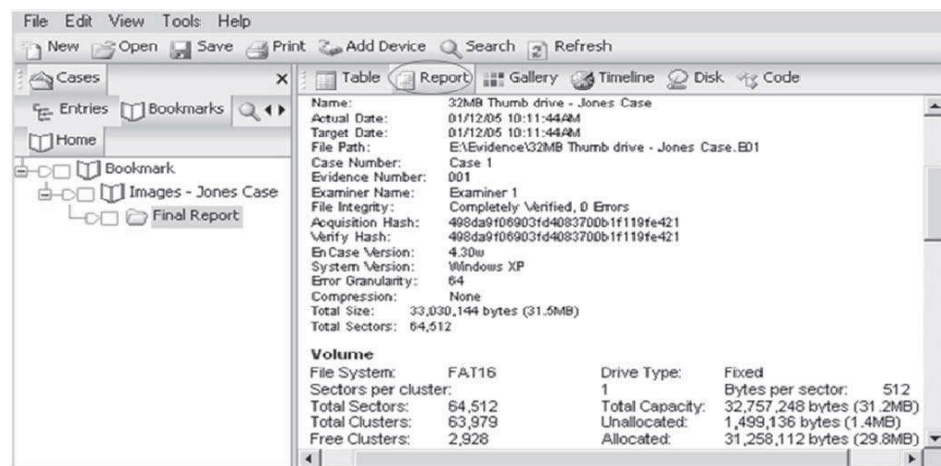 File Edit View Tools Help
New Open Save Print Add Device Search Refresh
Cases × Table Report Gallery Timeline Disk Code
Entries Bookmarks
Home
Bookmark
Images - Jones Case
Final Report
Name: 32MB Thumb drive - Jones Case
Actual Date: 01/12/05 10:11:44AM
Target Date: 01/12/05 10:11:44AM
File Path: E:\Evidence\32MB Thumb drive - Jones Case.E01
Case Number: Case 1
Evidence Number: 001
Examiner Name: Examiner 1
File Integrity: Completely Verified, 0 Errors
Acquisition Hash: 498da9f06903fd4083700b1f119fe421
Verify Hash: 498da9f06903fd4083700b1f119fe421
EnCase Version: 4.30w
System Version: Windows XP
Error Granularity: 64
Compression: None
Total Size: 33,030,144 bytes (31.5MB)
Total Sectors: 64,512
Volume
File System: FAT16 Drive Type: Fixed
Sectors per cluster: 1 Bytes per sector: 512
Total Sectors: 64,512 Total Capacity: 32,757,248 bytes (31.2MB)
Total Clusters: 63,979 Unallocated: 1,499,136 bytes (1.4MB)
Free Clusters: 2,928 Allocated: 31,258,112 bytes (29.8MB)